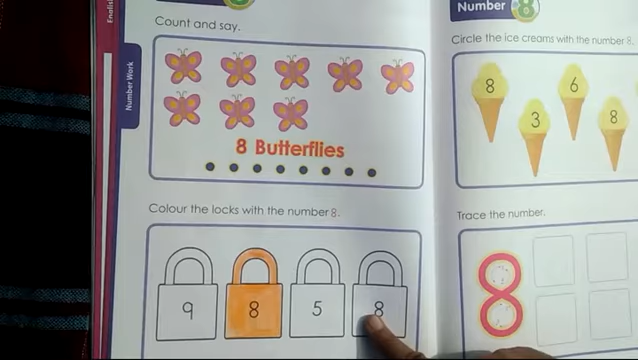 English
Number Work
Count and say.
8 Butterflies
Colour the locks with the number 8.
9 8 5 8
Number 8
Circle the ice creams with the number 8.
8 3 6 8
Trace the number.
8